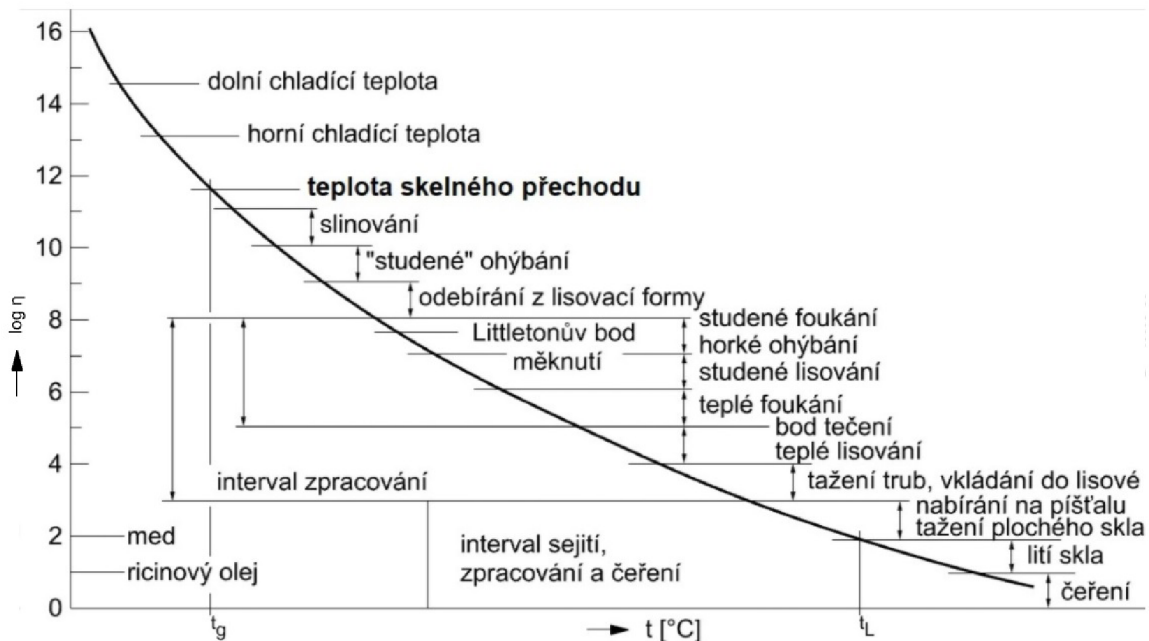 16
dolní chladící teplota
14
horní chladící teplota
12
teplota skelného přechodu
slinování
10
"studené" ohýbání
odebírání z lisovací formy
8
studené foukání
Littletonův bod
měknutí
horké ohýbání
studené lisování
6
teplé foukání
bod tečení
teplé lisování
4
interval zpracování
tažení trub, vkládání do lisové
nabírání na píšťalu
tažení plochého skla
2
med
interval sejití,
zpracování a čeření
lití skla
ricinový olej
čeření
0
log η
tg
t [°C]
tL